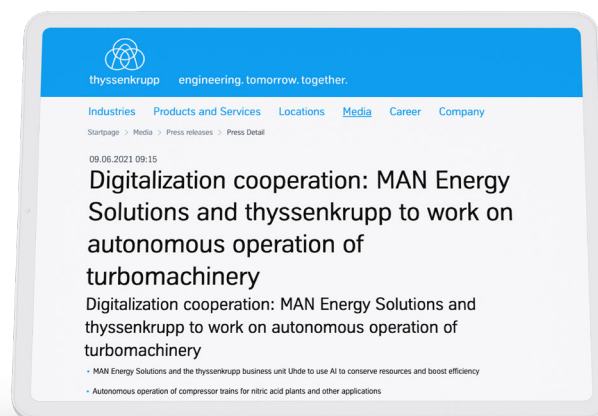 thyssenkrupp engineering. tomorrow. together.
Industries Products and Services Locations Media Career Company
Startpage > Media > Press releases > Press Detail
09.06.2021 09:15
Digitalization cooperation: MAN Energy
Solutions and thyssenkrupp to work on
autonomous operation of
turbomachinery
Digitalization cooperation: MAN Energy Solutions and
thyssenkrupp to work on autonomous operation of
turbomachinery
• MAN Energy Solutions and the thyssenkrupp business unit Uhde to use AI to conserve resources and boost efficiency
• Autonomous operation of compressor trains for nitric acid plants and other applications